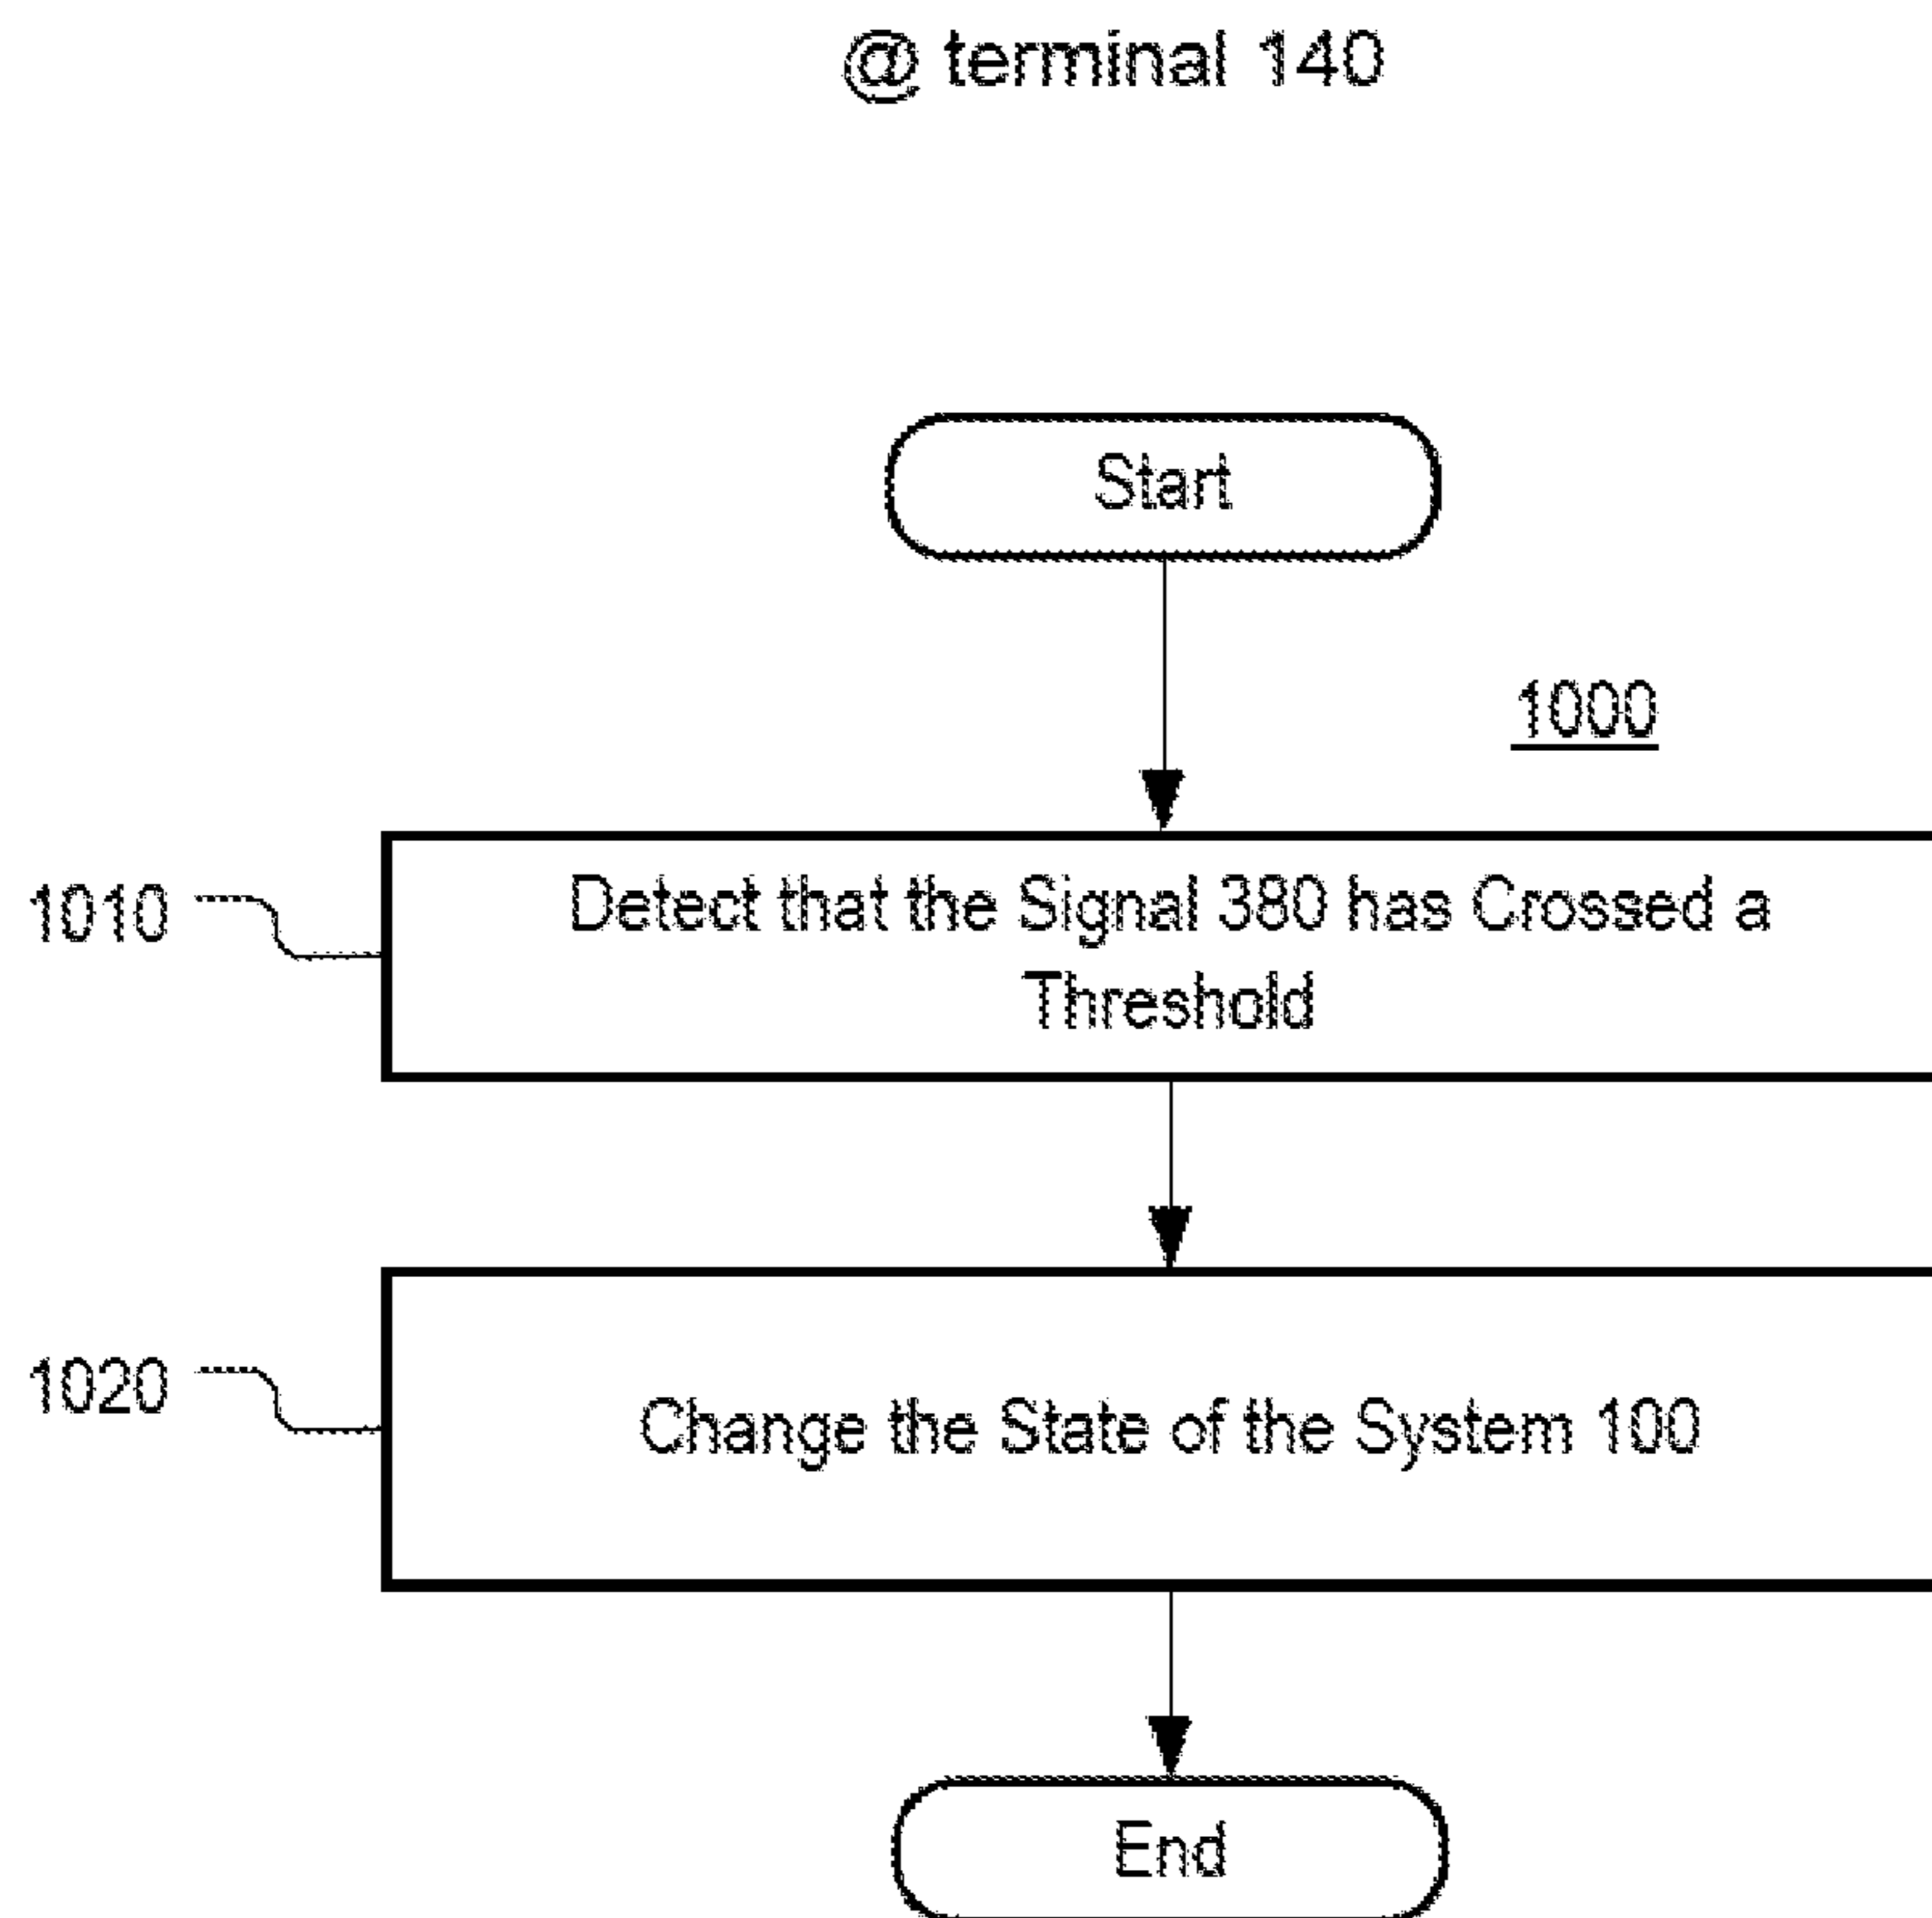 @ terminal 140
Start
1000
1010
Detect that the Signal 380 has Crossed a
Threshold
1020
Change the State of the System 100
End